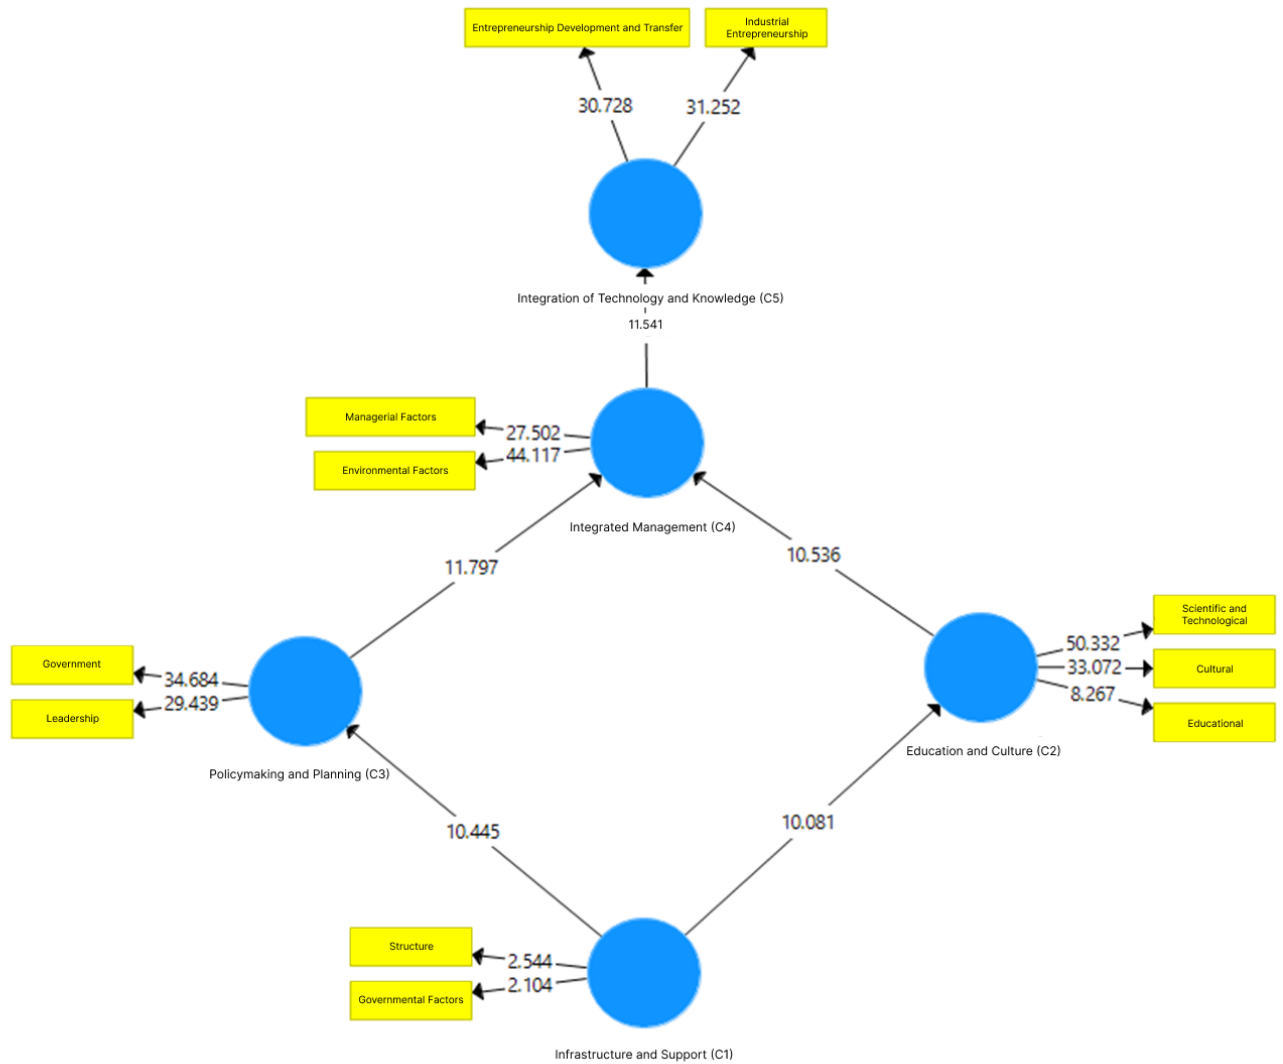 Entrepreneurship Development and Transfer
Industrial
Entrepreneurship
30.728
31.252
Integration of Technology and Knowledge (C5)
11.541
Managerial Factors
27.502
44.117
Environmental Factors
Integrated Management (C4)
11.797
10.536
Scientific and
Technological
50.332
33.072
Cultural
8.267
Educational
Government
34.684
29.439
Leadership
Education and Culture (C2)
Policymaking and Planning (C3)
10.445
10.081
Structure
2.544
2.104
Governmental Factors
Infrastructure and Support (C1)